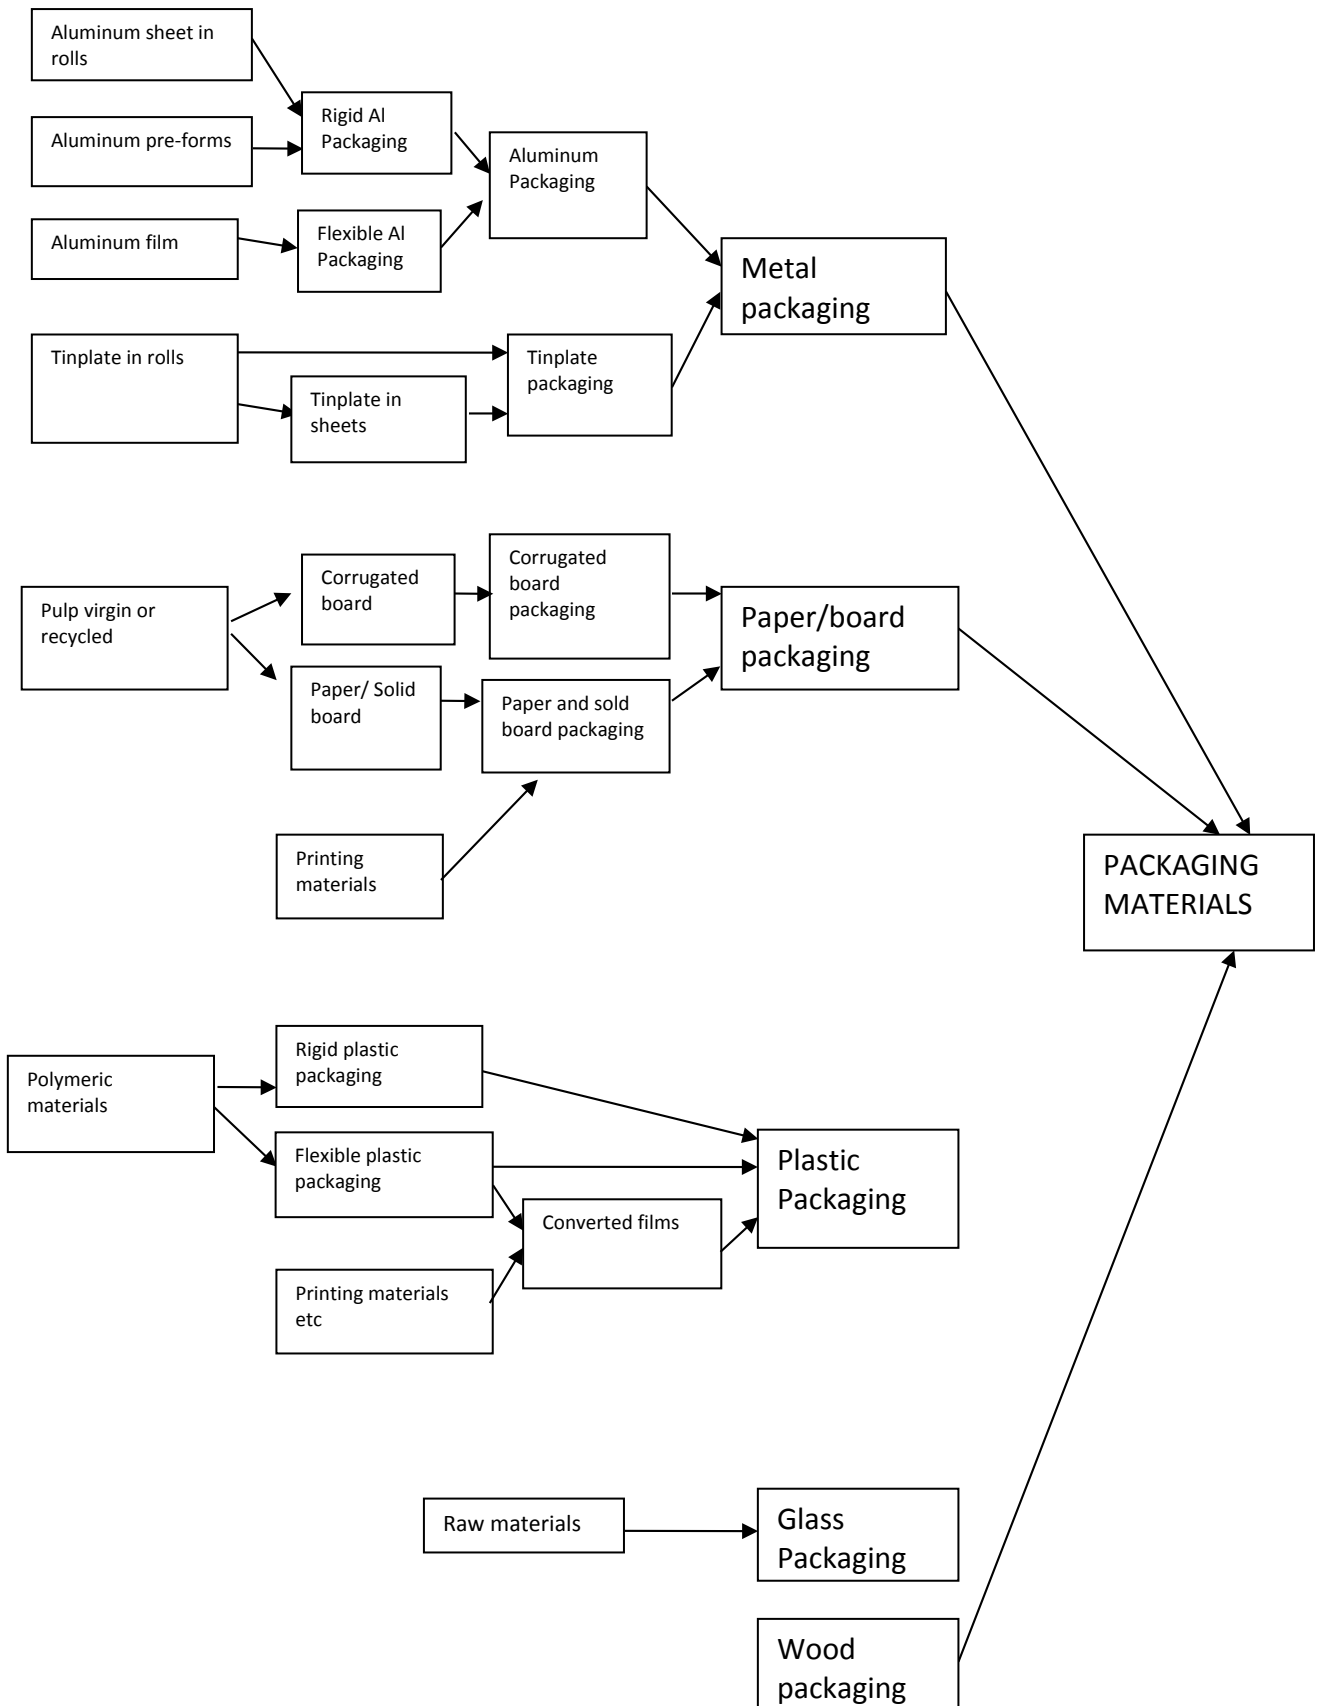 Aluminum sheet in
rolls
Aluminum pre-forms
Rigid Al
Packaging
Aluminum
Packaging
Aluminum film
Flexible Al
Packaging
Metal
packaging
Tinplate in rolls
Tinplate in
sheets
Tinplate
packaging
Pulp virgin or
recycled
Corrugated
board
Corrugated
board
packaging
Paper/board
packaging
Paper/ Solid
board
Paper and sold
board packaging
Printing
materials
PACKAGING
MATERIALS
Polymeric
materials
Rigid plastic
packaging
Flexible plastic
packaging
Converted films
Plastic
Packaging
Printing materials
etc
Raw materials
Glass
Packaging
Wood
packaging